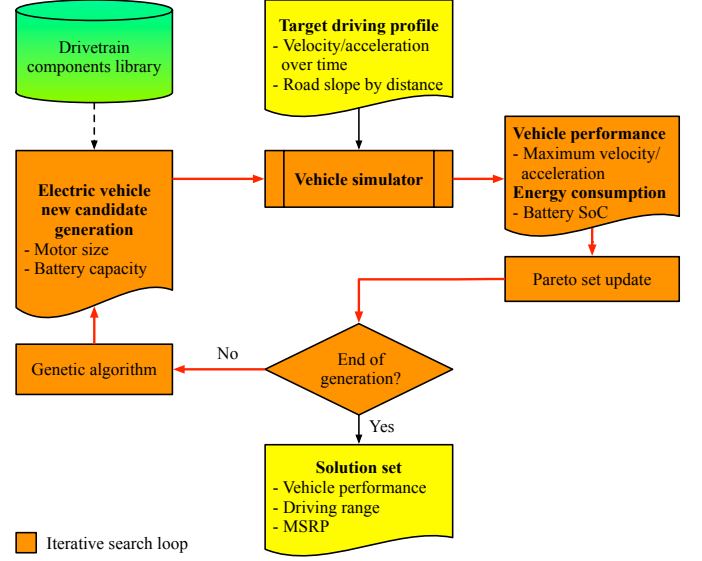 Drivetrain
components library
Target driving profile
- Velocity/acceleration
over time
- Road slope by distance
Electric vehicle
new candidate
generation
- Motor size
- Battery capacity
Vehicle simulator
Vehicle performance
- Maximum velocity/
acceleration
Energy consumption
- Battery SoC
Pareto set update
End of
generation?
No
Genetic algorithm
Yes
Solution set
- Vehicle performance
- Driving range
- MSRP
Iterative search loop